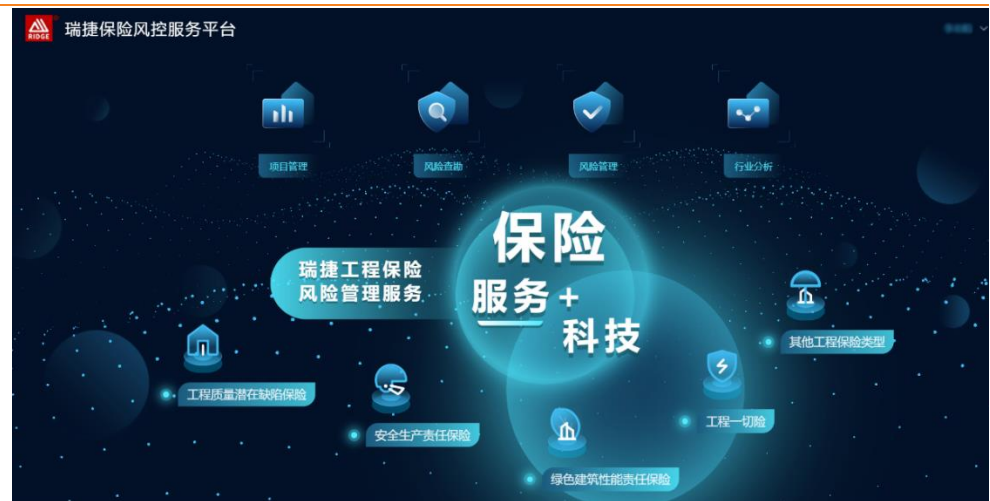 RIDGE
瑞捷保险风控服务平台
项目管理
风险查勘
风险管理
行业分析
保险
服务+
科技
瑞捷工程保险
风险管理服务
其他工程保险类型
工程质量潜在缺陷保险
安全生产责任保险
工程一切险
绿色建筑性能责任保险